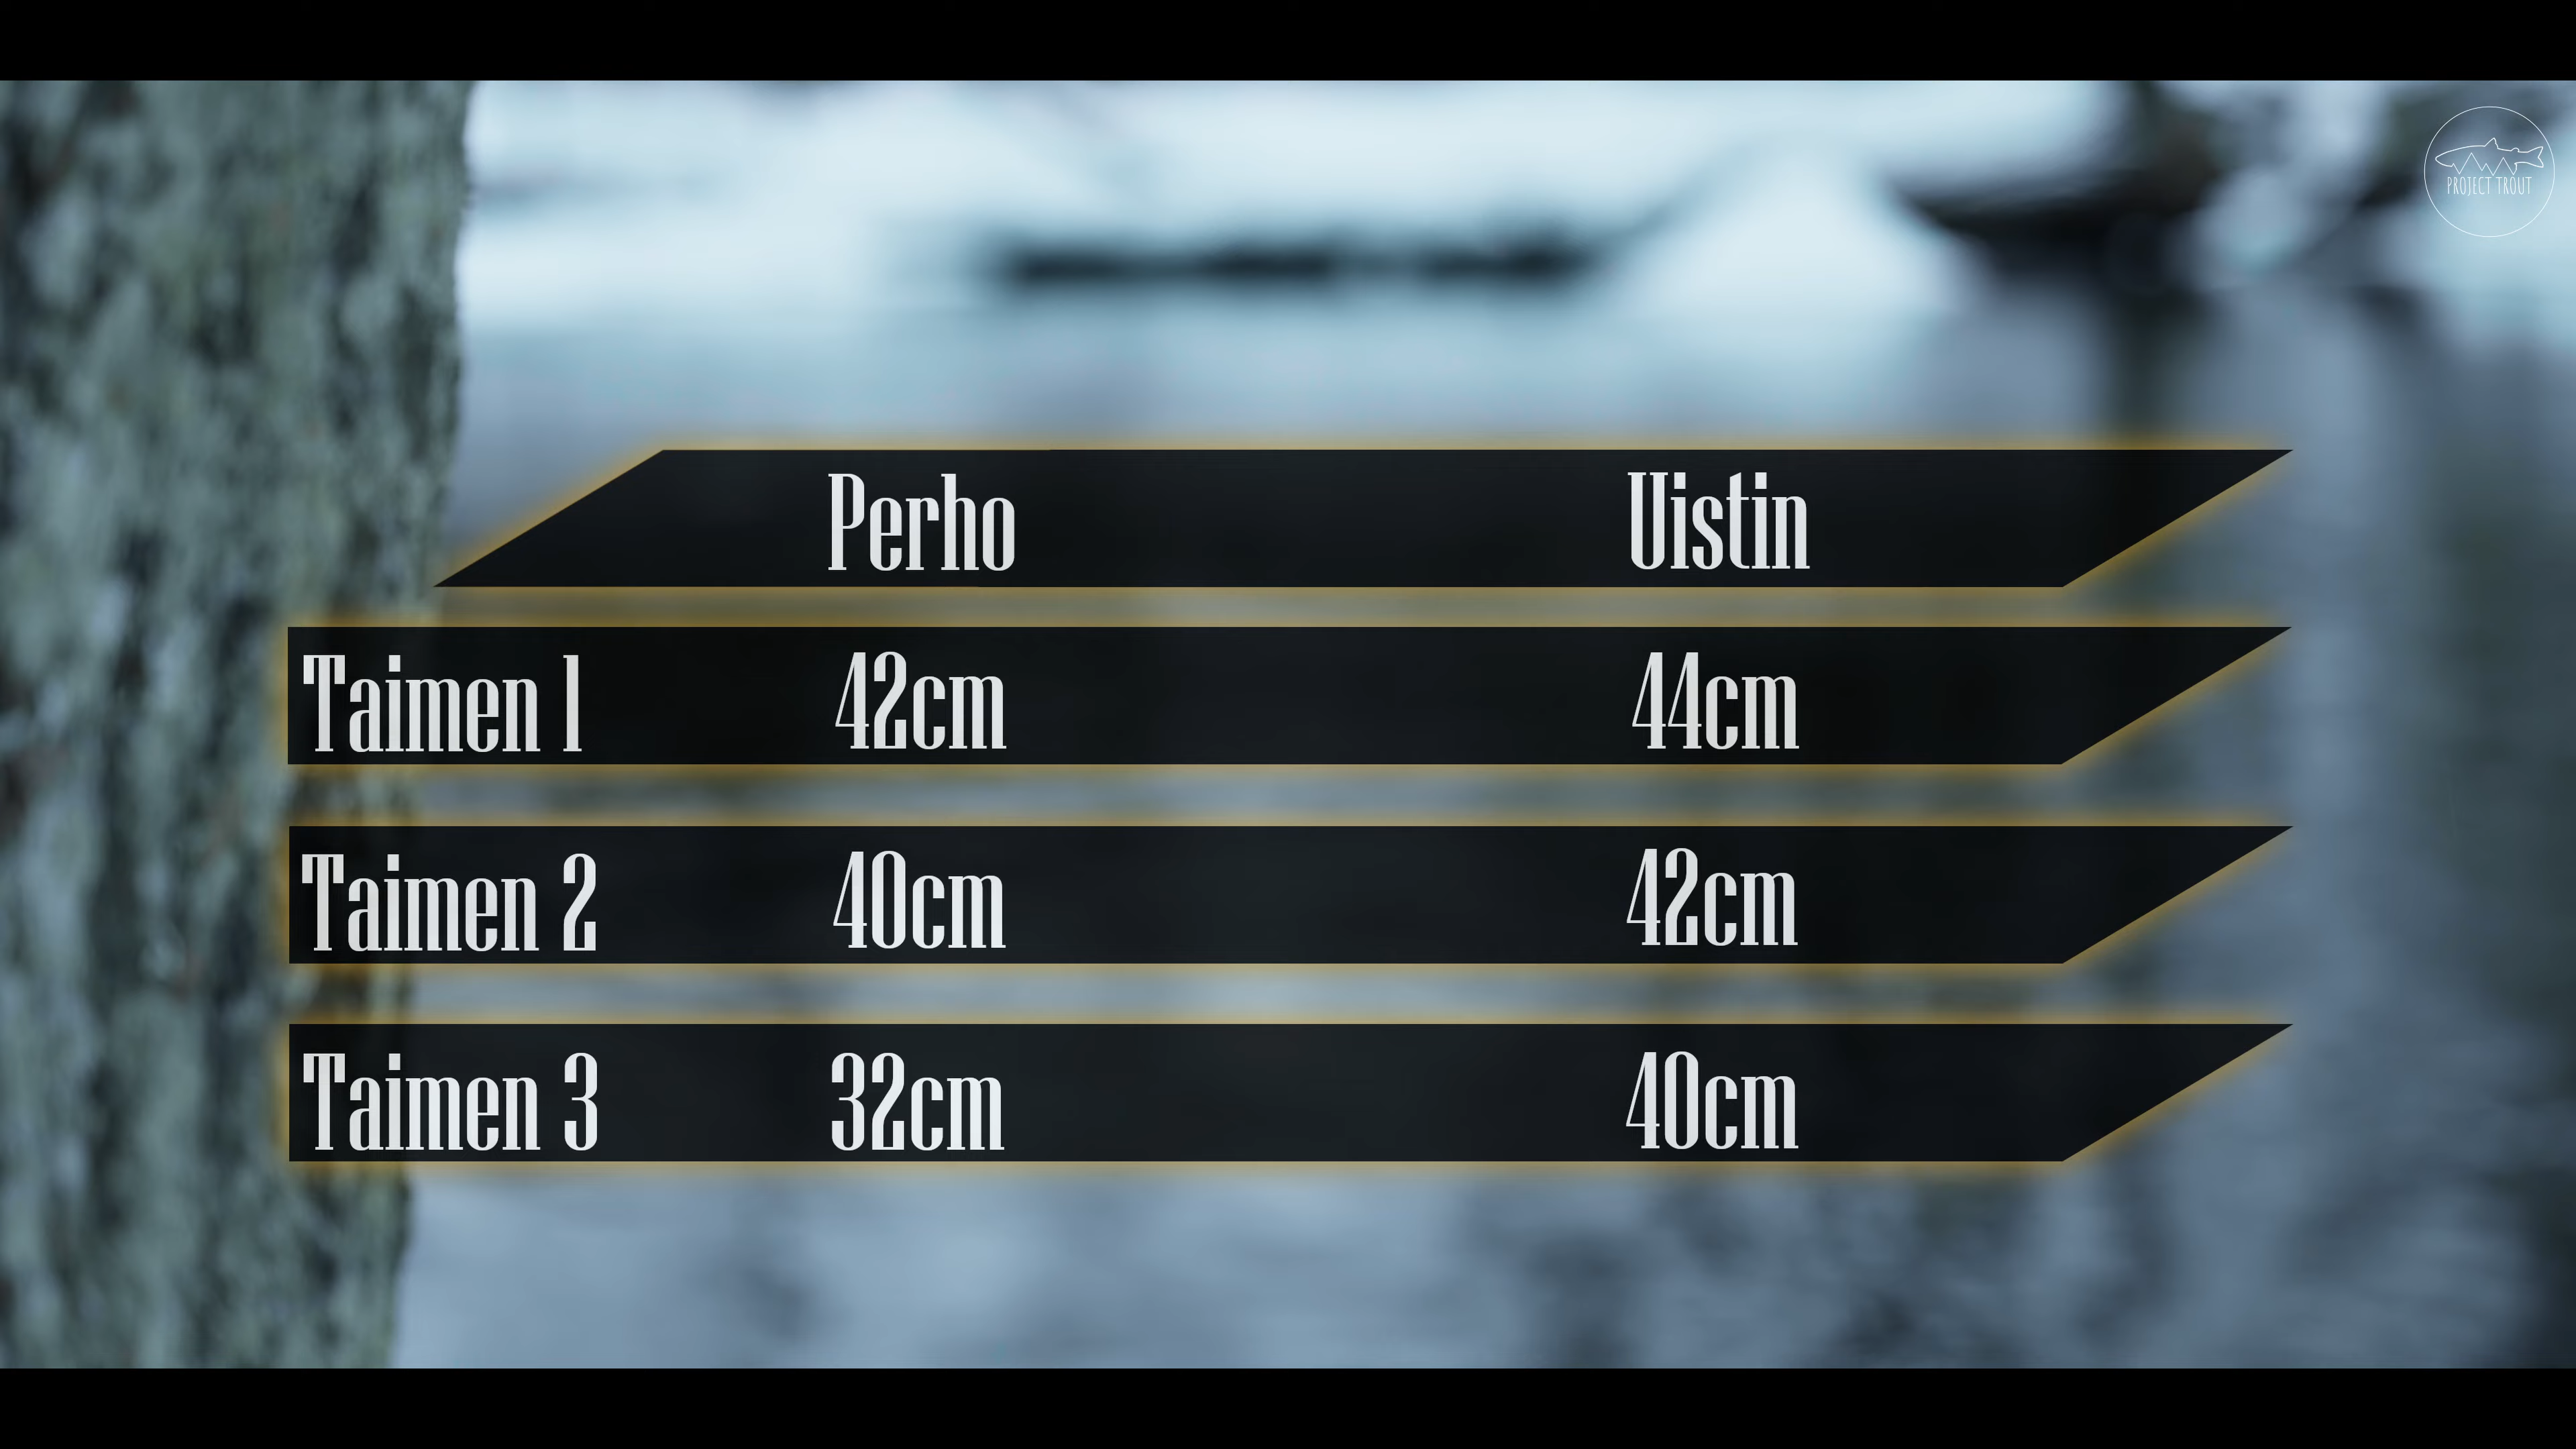 PROJECT TROUT
Perho Uistin
Taimen 1 42cm 44cm
Taimen 2 40cm 42cm
Taimen 3 32cm 40cm